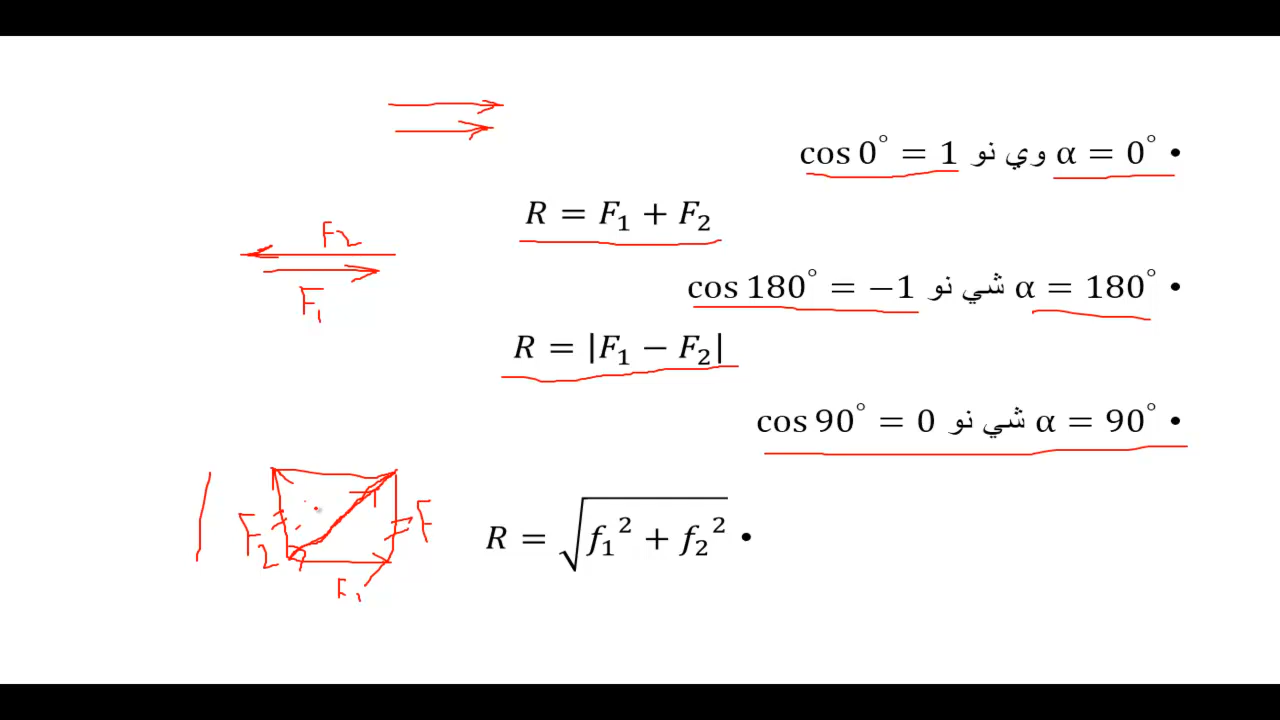 • α = 0° وي نو cos 0° = 1
R = F₁ + F₂
F2
F1
• α = 180° شي نو cos 180° = −1
R = |F₁ − F₂|
• α = 90° شي نو cos 90° = 0
• R = √(f₁² + f₂²)
F2
F
F1